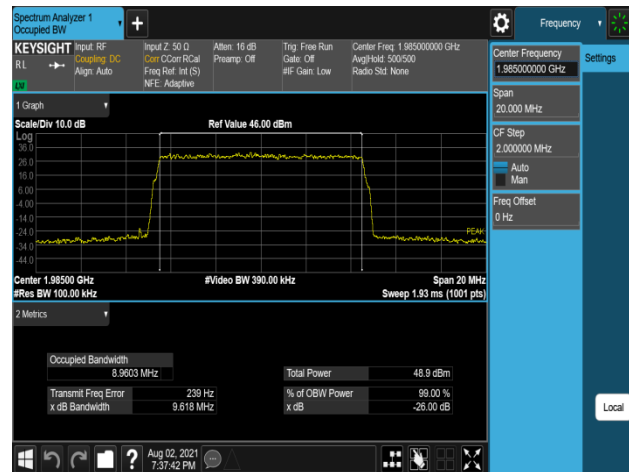 Spectrum Analyzer 1
Occupied BW
+
Frequency
KEYSIGHT
RL
Input: RF
Coupling: DC
Align: Auto
Input Z: 50 Ω
Corr CCorr RCal
Freq Ref: Int (S)
NFE: Adaptive
Atten: 16 dB
Preamp: Off
Trig: Free Run
Gate: Off
#IF Gain: Low
Center Freq: 1.985000000 GHz
Avg|Hold: 500/500
Radio Std: None
Center Frequency
1.985000000 GHz
Settings
Span
20.000 MHz
CF Step
2.000000 MHz
Auto
Man
Freq Offset
0 Hz
1 Graph
Scale/Div 10.0 dB
Ref Value 46.00 dBm
Log
36.0
26.0
16.0
6.00
-4.00
-14.0
-24.0
-34.0
-44.0
PEAK
Center 1.98500 GHz
#Video BW 390.00 kHz
Span 20 MHz
#Res BW 100.00 kHz
Sweep 1.93 ms (1001 pts)
2 Metrics
Occupied Bandwidth
8.9603 MHz
Total Power 48.9 dBm
Transmit Freq Error 239 Hz
% of OBW Power 99.00 %
x dB Bandwidth 9.618 MHz
x dB -26.00 dB
Local
?
Aug 02, 2021
7:37:42 PM